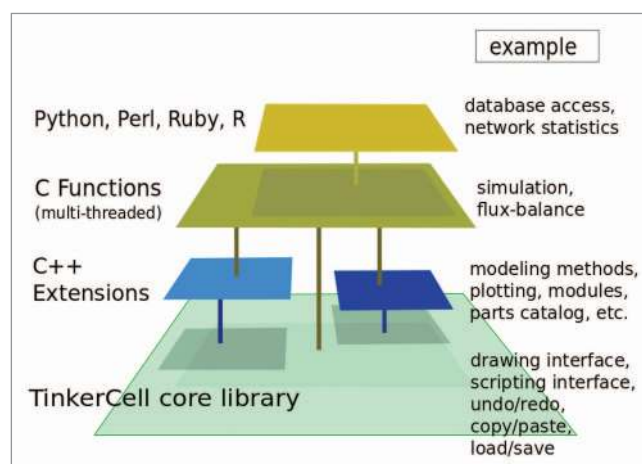 example
Python, Perl, Ruby, R
database access,
network statistics
C Functions
(multi-threaded)
simulation,
flux-balance
C++
Extensions
modeling methods,
plotting, modules,
parts catalog, etc.
TinkerCell core library
drawing interface,
scripting interface,
undo/redo,
copy/paste,
load/save